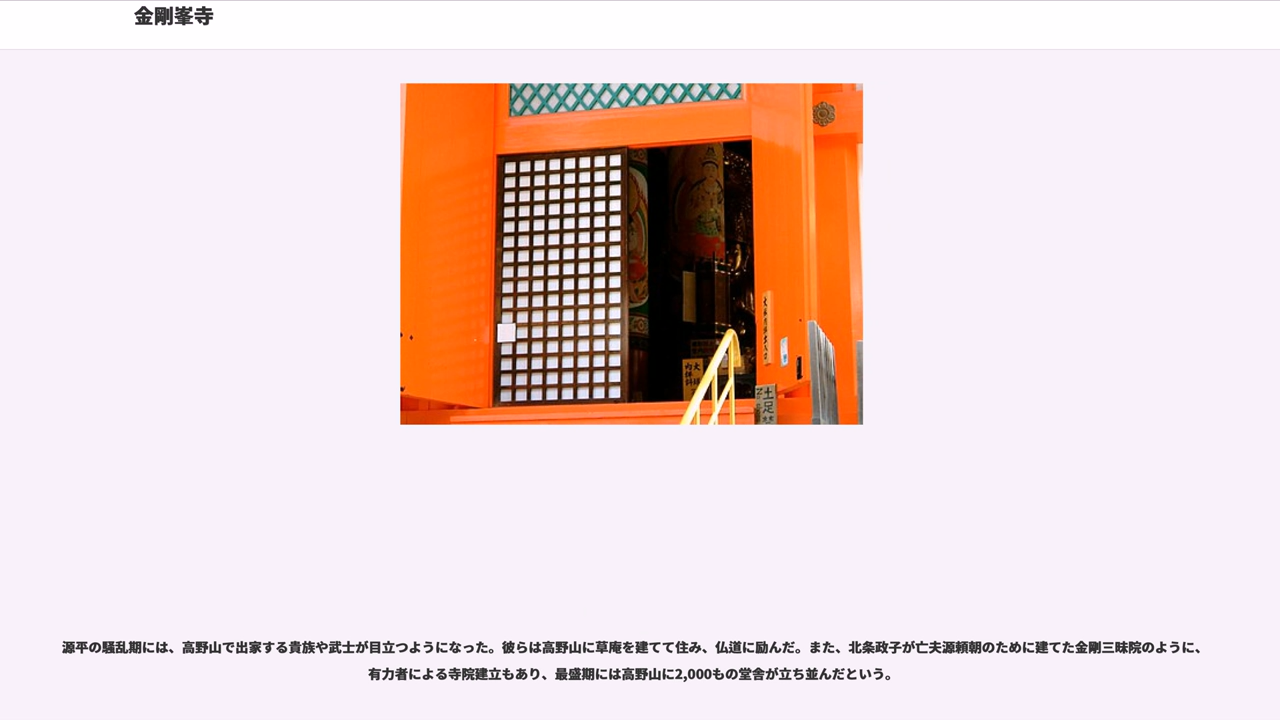 金剛峯寺
土足禁
源平の騒乱期には、高野山で出家する貴族や武士が目立つようになった。彼らは高野山に草庵を建てて住み、仏道に励んだ。また、北条政子が亡夫源頼朝のために建てた金剛三昧院のように、
有力者による寺院建立もあり、最盛期には高野山に2,000もの堂舎が立ち並んだという。